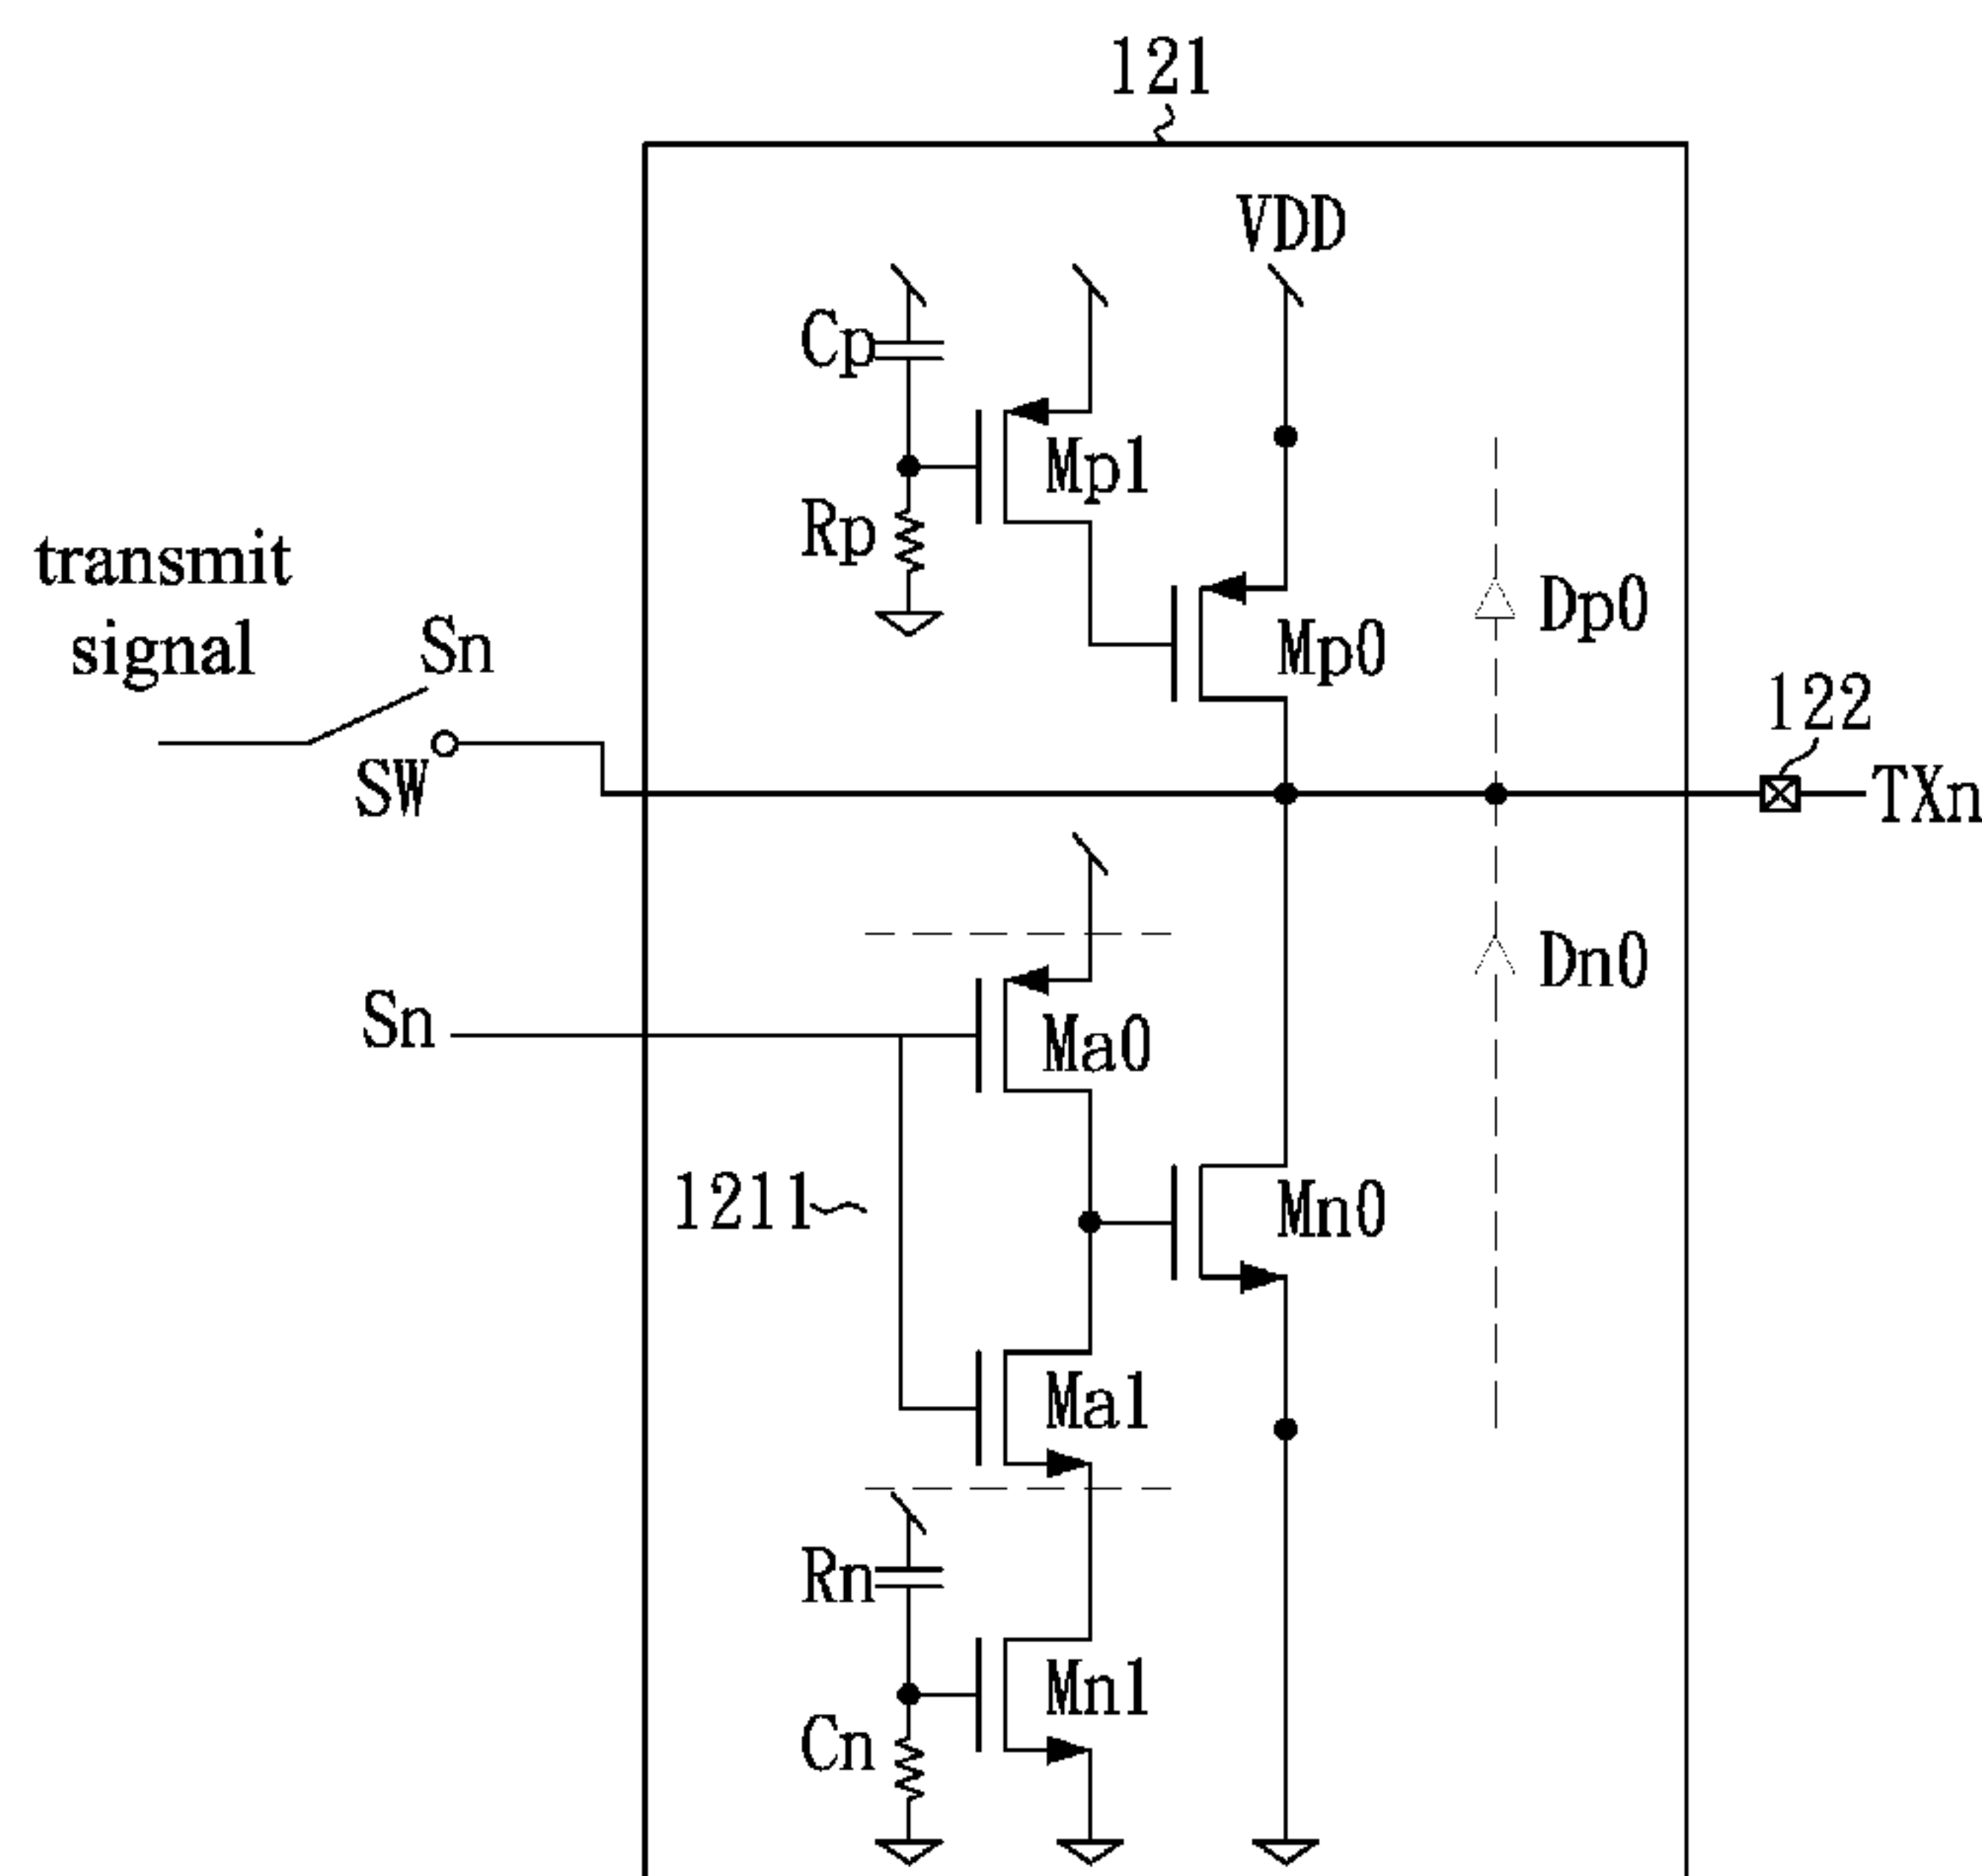 121
VDD
Cp
Mp1
Rp
transmit
signal
Sn
SW
Mp0
Dp0
122
TXn
Sn
Ma0
Dn0
1211
Mn0
Ma1
Rn
Mn1
Cn